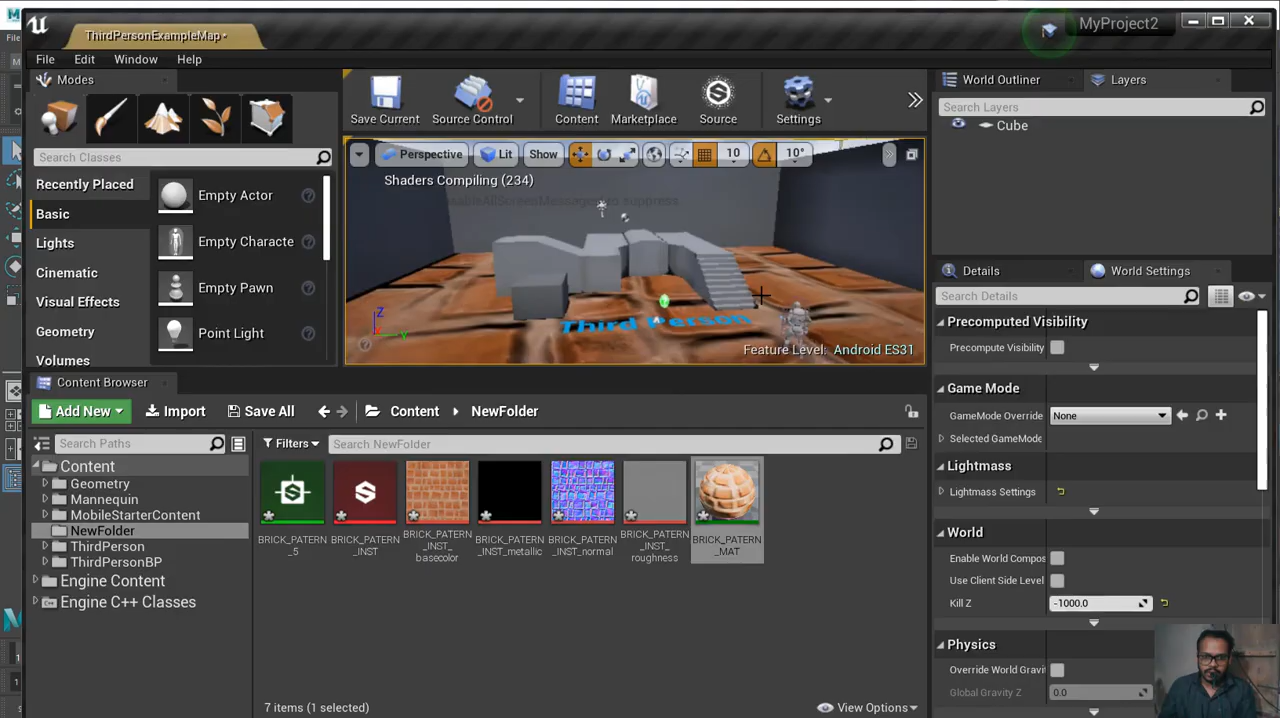 ThirdPersonExampleMap•
MyProject2
File Edit Window Help
Modes
Search Classes
Recently Placed
Basic
Lights
Cinematic
Visual Effects
Geometry
Volumes
Empty Actor
Empty Characte
Empty Pawn
Point Light
Save Current
Source Control
Content
Marketplace
Source
Settings
Perspective Lit Show 10 10°
Shaders Compiling (234)
to suppress
Third Person
Z
Y
Feature Level: Android ES31
World Outliner
Layers
Search Layers
Cube
Details
World Settings
Search Details
Precomputed Visibility
Precompute Visibility
Game Mode
GameMode Override None
Selected GameMode
Lightmass
Lightmass Settings
World
Enable World Compos
Use Client Side Level
Kill Z -1000.0
Physics
Override World Gravit
Global Gravity Z 0.0
Content Browser
Add New Import Save All Content NewFolder
Search Paths
Filters Search NewFolder
Content
Geometry
Mannequin
MobileStarterContent
NewFolder
ThirdPerson
ThirdPersonBP
Engine Content
Engine C++ Classes
BRICK_PATERN
_5
BRICK_PATERN
_INST
BRICK_PATERN
_INST_
basecolor
BRICK_PATERN
_INST_metallic
BRICK_PATERN
_INST_normal
BRICK_PATERN
_INST_
roughness
BRICK_PATERN
_MAT
7 items (1 selected)
View Options